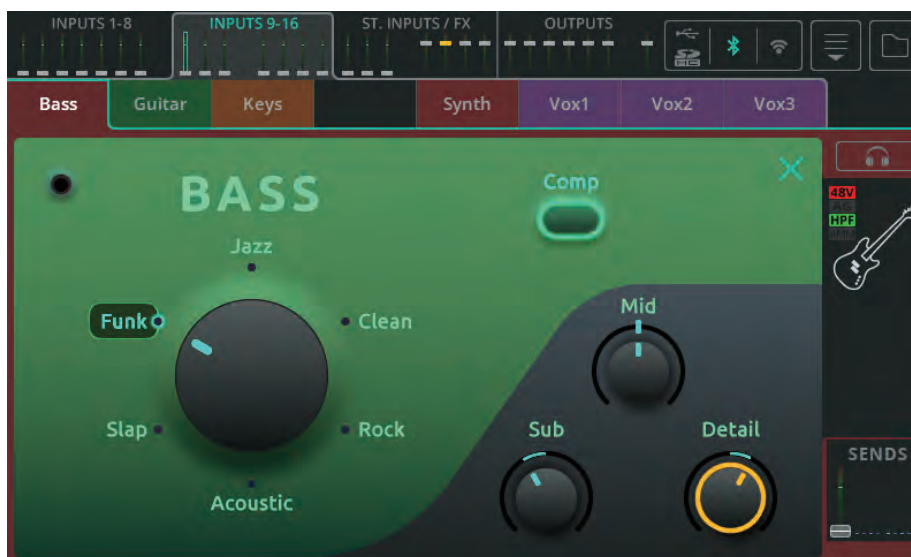 INPUTS 1-8
INPUTS 9-16
ST. INPUTS / FX
OUTPUTS
Bass
Guitar
Keys
Synth
Vox1
Vox2
Vox3
BASS
Comp
48V
HPF
Jazz
Funk
Clean
Mid
Slap
Rock
Sub
Detail
Acoustic
SENDS